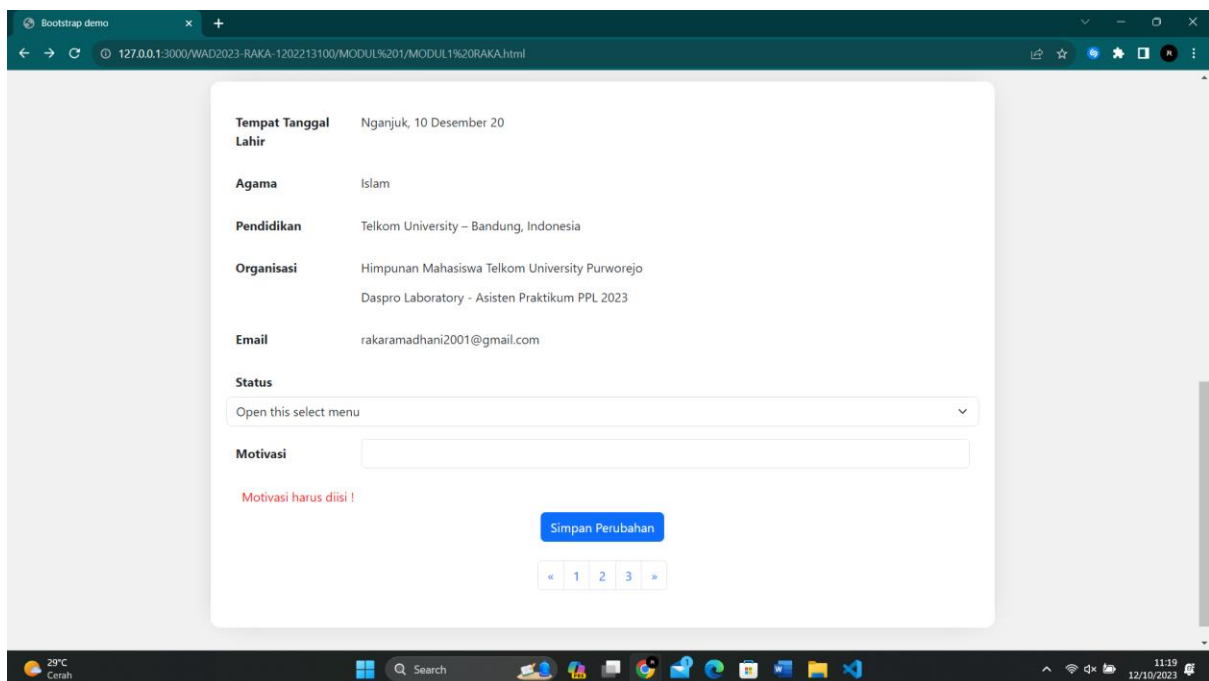 Bootstrap demo
127.0.0.1:3000/WAD2023-RAKA-1202213100/MODUL%201/MODUL1%20RAKA.html
Tempat Tanggal Lahir
Nganjuk, 10 Desember 20
Agama
Islam
Pendidikan
Telkom University – Bandung, Indonesia
Organisasi
Himpunan Mahasiswa Telkom University Purworejo
Daspro Laboratory - Asisten Praktikum PPL 2023
Email
rakaramadhani2001@gmail.com
Status
Open this select menu
Motivasi
Motivasi harus diisi !
Simpan Perubahan
« 1 2 3 »
29°C
Cerah
Search
11:19
12/10/2023